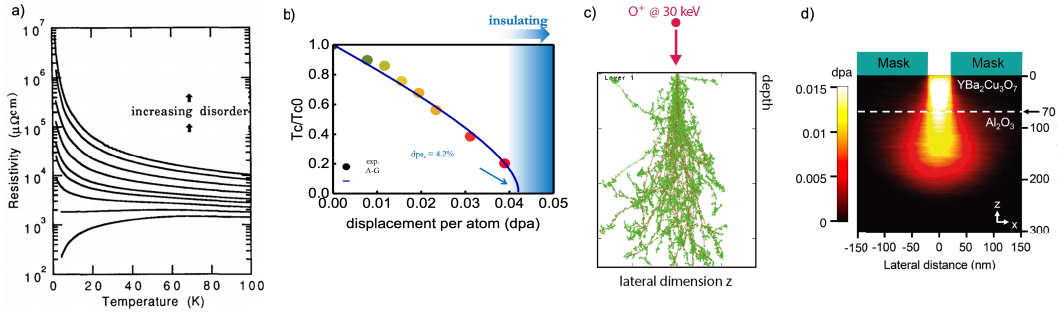 a)
Resistivity (μΩcm)
10⁷
10⁶
10⁵
10⁴
10³
10²
increasing disorder
0 20 40 60 80 100
Temperature (K)
b)
insulating
Tc/Tc0
1.0
0.8
0.6
0.4
0.2
0.0
dpaₛ = 4.2%
exp.
A-G
0.00 0.01 0.02 0.03 0.04 0.05
displacement per atom (dpa)
c)
O⁺ @ 30 keV
Layer 1
depth
lateral dimension z
d)
Mask
Mask
dpa
0.015
0.01
0.005
0
YBa₂Cu₃O₇
Al₂O₃
0
70
100
200
300
z
x
-150 -100 -50 0 50 100 150
Lateral distance (nm)